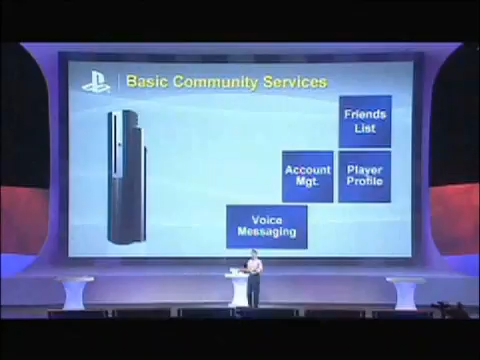 Basic Community Services
Friends
List
Account
Mgt.
Player
Profile
Voice
Messaging